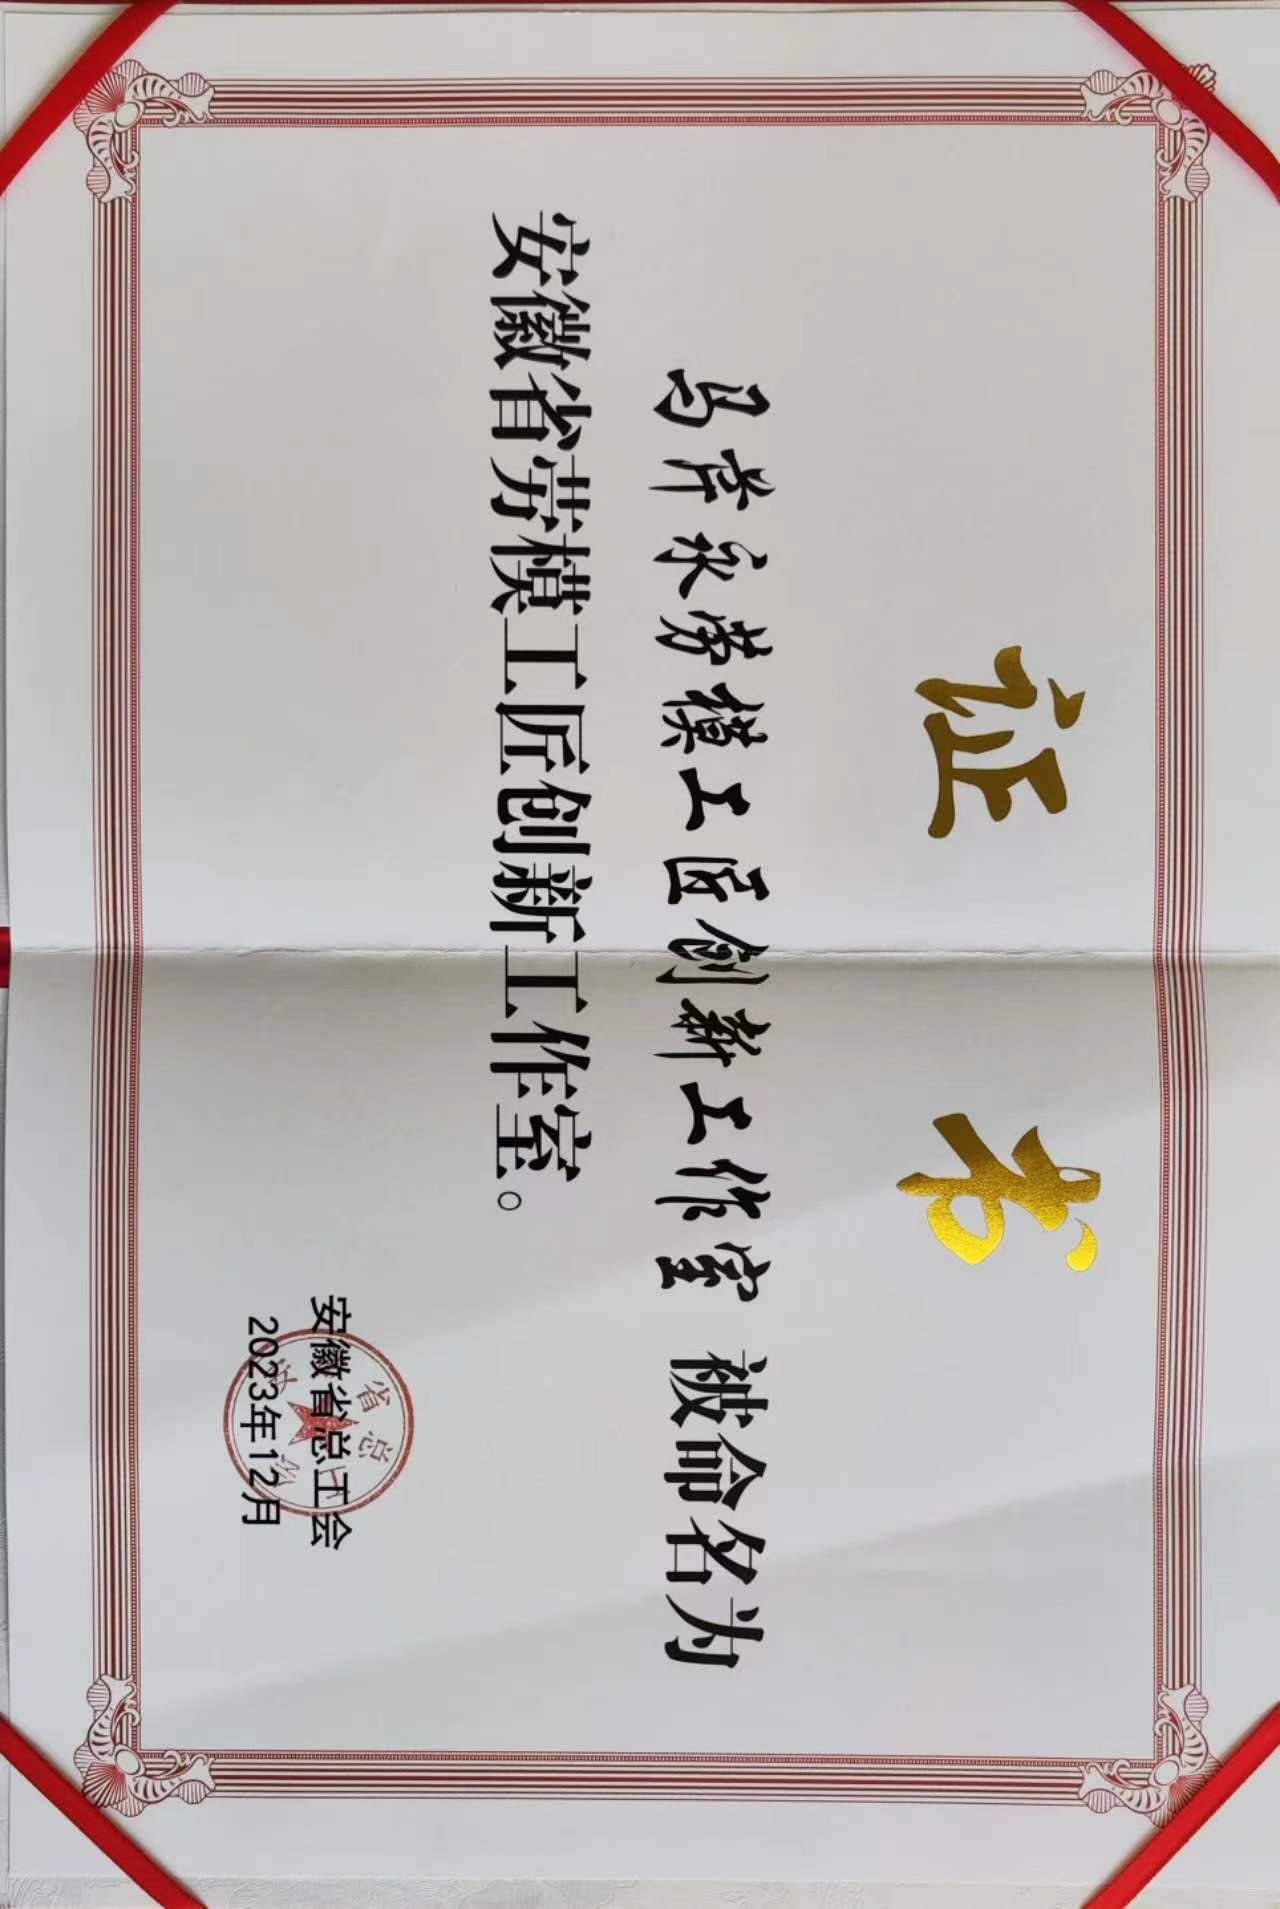 证书
马常永劳模工匠创新工作室 被命名为
安徽省劳模工匠创新工作室。
安徽省总工会
2023年12月